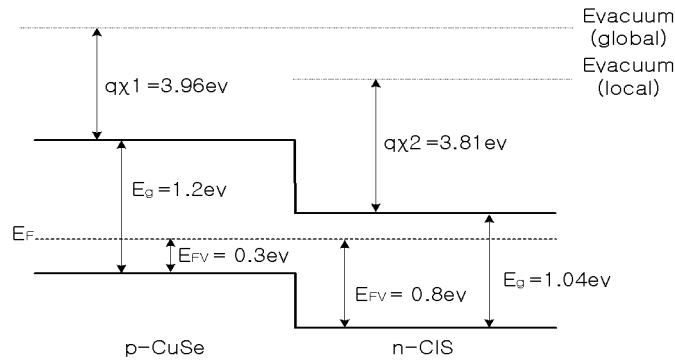 Evacuum
(global)
Evacuum
(local)
qχ1=3.96ev
qχ2=3.81ev
Eg=1.2ev
EF
EFV= 0.3ev
EFV= 0.8ev
Eg=1.04ev
p-CuSe
n-CIS